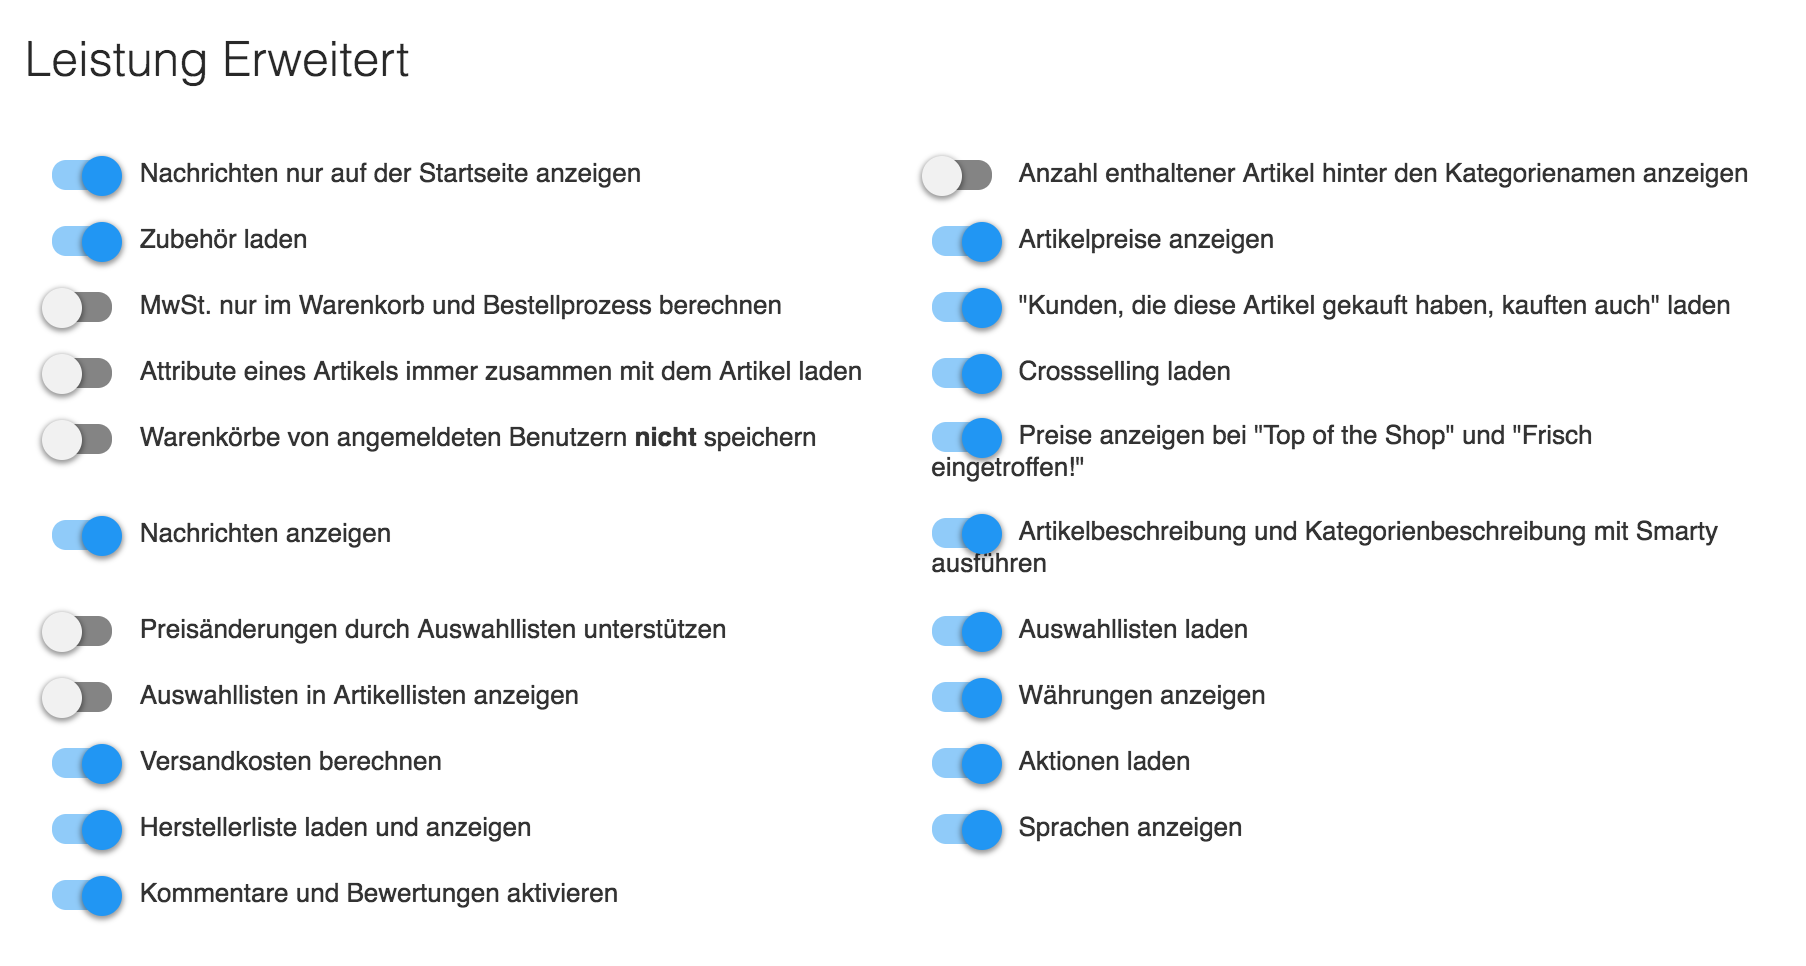 Leistung Erweitert
Nachrichten nur auf der Startseite anzeigen
Anzahl enthaltener Artikel hinter den Kategorienamen anzeigen
Zubehör laden
Artikelpreise anzeigen
MwSt. nur im Warenkorb und Bestellprozess berechnen
"Kunden, die diese Artikel gekauft haben, kauften auch" laden
Attribute eines Artikels immer zusammen mit dem Artikel laden
Crossselling laden
Warenkörbe von angemeldeten Benutzern nicht speichern
Preise anzeigen bei "Top of the Shop" und "Frisch
eingetroffen!"
Nachrichten anzeigen
Artikelbeschreibung und Kategorienbeschreibung mit Smarty
ausführen
Preisänderungen durch Auswahllisten unterstützen
Auswahllisten laden
Auswahllisten in Artikellisten anzeigen
Währungen anzeigen
Versandkosten berechnen
Aktionen laden
Herstellerliste laden und anzeigen
Sprachen anzeigen
Kommentare und Bewertungen aktivieren